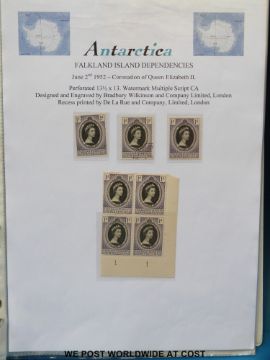 Antarctica
FALKLAND ISLAND DEPENDENCIES
June 2nd 1952 – Coronation of Queen Elizabeth II.
Perforated 13½ x 13. Watermark Multiple Script CA
Designed and Engraved by Bradbury Wilkinson and Company Limited, London
Recess printed by De La Rue and Company, Limited, London
1 1
WE POST WORLDWIDE AT COST